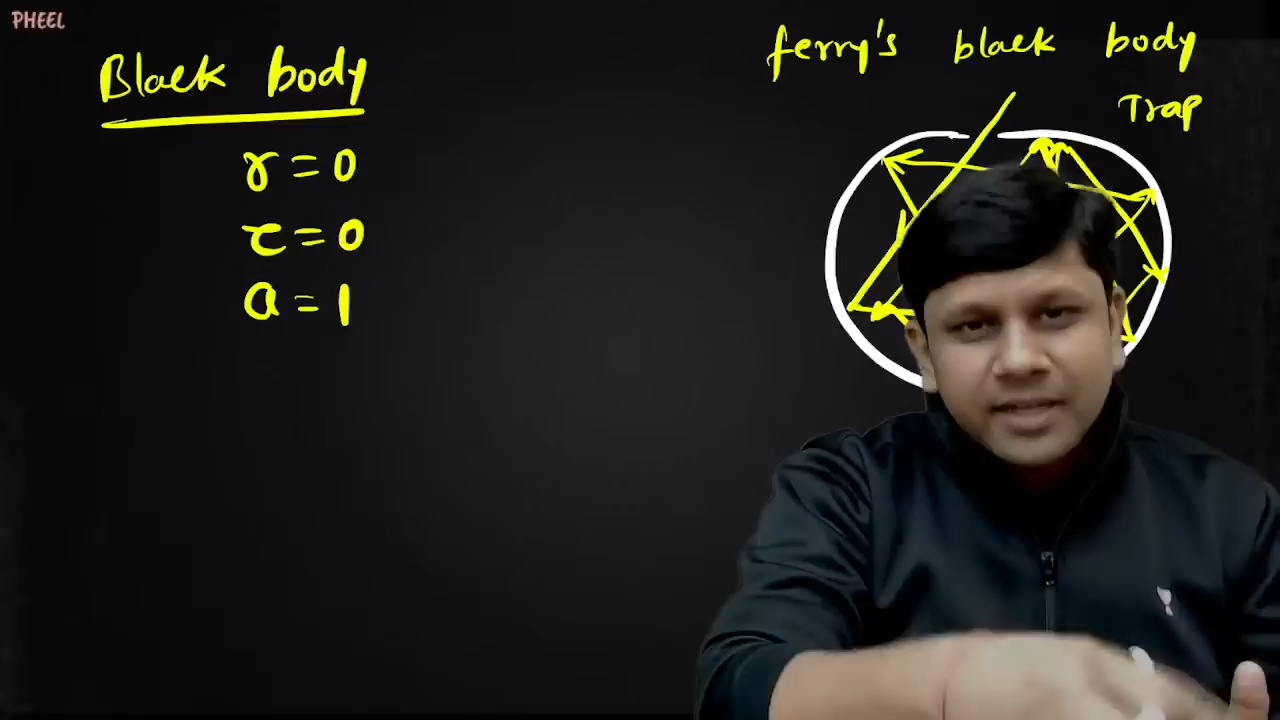 PHEEL
Black body
r = 0
τ = 0
a = 1
ferry's black body
Trap